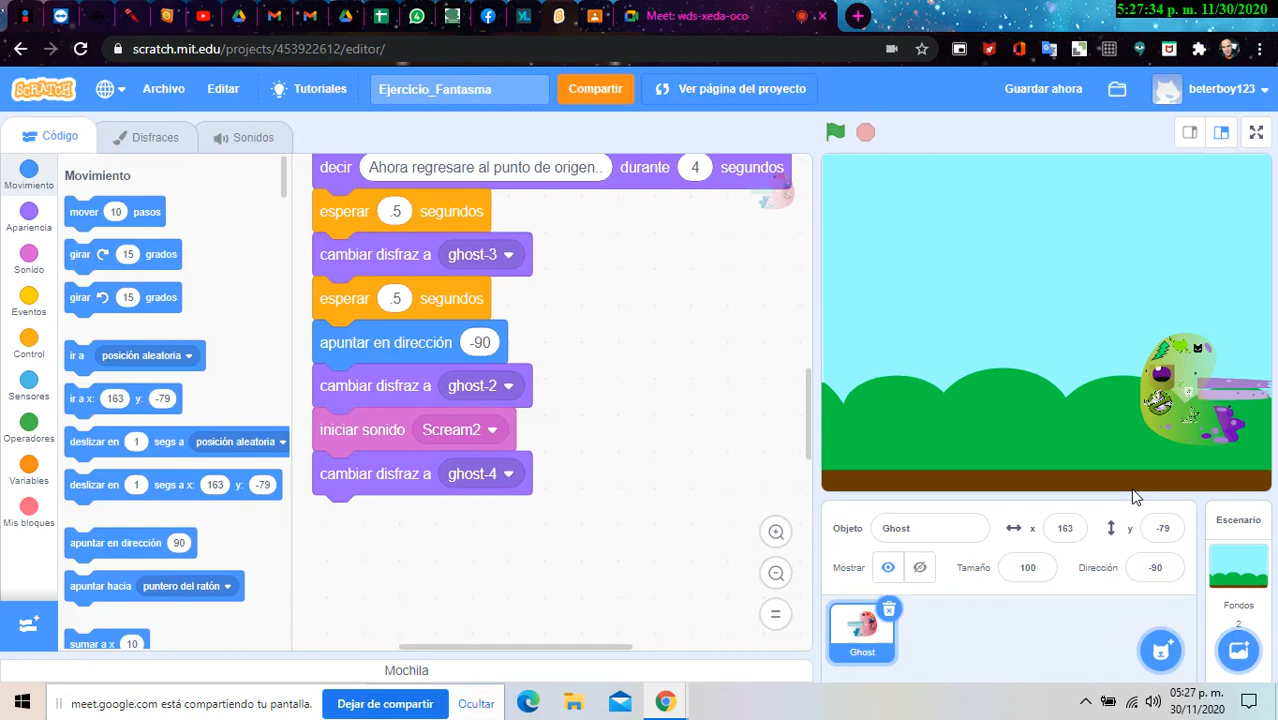 Meet: wds-xeda-oco
5:27:34 p. m. 11/30/2020
scratch.mit.edu/projects/453922612/editor/
SCRATCH
Archivo
Editar
Tutoriales
Ejercicio_Fantasma
Compartir
Ver página del proyecto
Guardar ahora
beterboy123
Código
Disfraces
Sonidos
Movimiento
Apariencia
Sonido
Eventos
Control
Sensores
Operadores
Variables
Mis bloques
Movimiento
mover 10 pasos
girar 15 grados
girar 15 grados
ir a posición aleatoria
ir a x: 163 y: -79
deslizar en 1 segs a posición aleatoria
deslizar en 1 segs a x: 163 y: -79
apuntar en dirección 90
apuntar hacia puntero del ratón
sumar a x 10
decir Ahora regresare al punto de origen.. durante 4 segundos
esperar .5 segundos
cambiar disfraz a ghost-3
esperar .5 segundos
apuntar en dirección -90
cambiar disfraz a ghost-2
iniciar sonido Scream2
cambiar disfraz a ghost-4
Mochila
Objeto Ghost x 163 y -79
Mostrar Tamaño 100 Dirección -90
Ghost
Escenario
Fondos
2
meet.google.com está compartiendo tu pantalla.
Dejar de compartir
Ocultar
05:27 p. m.
30/11/2020